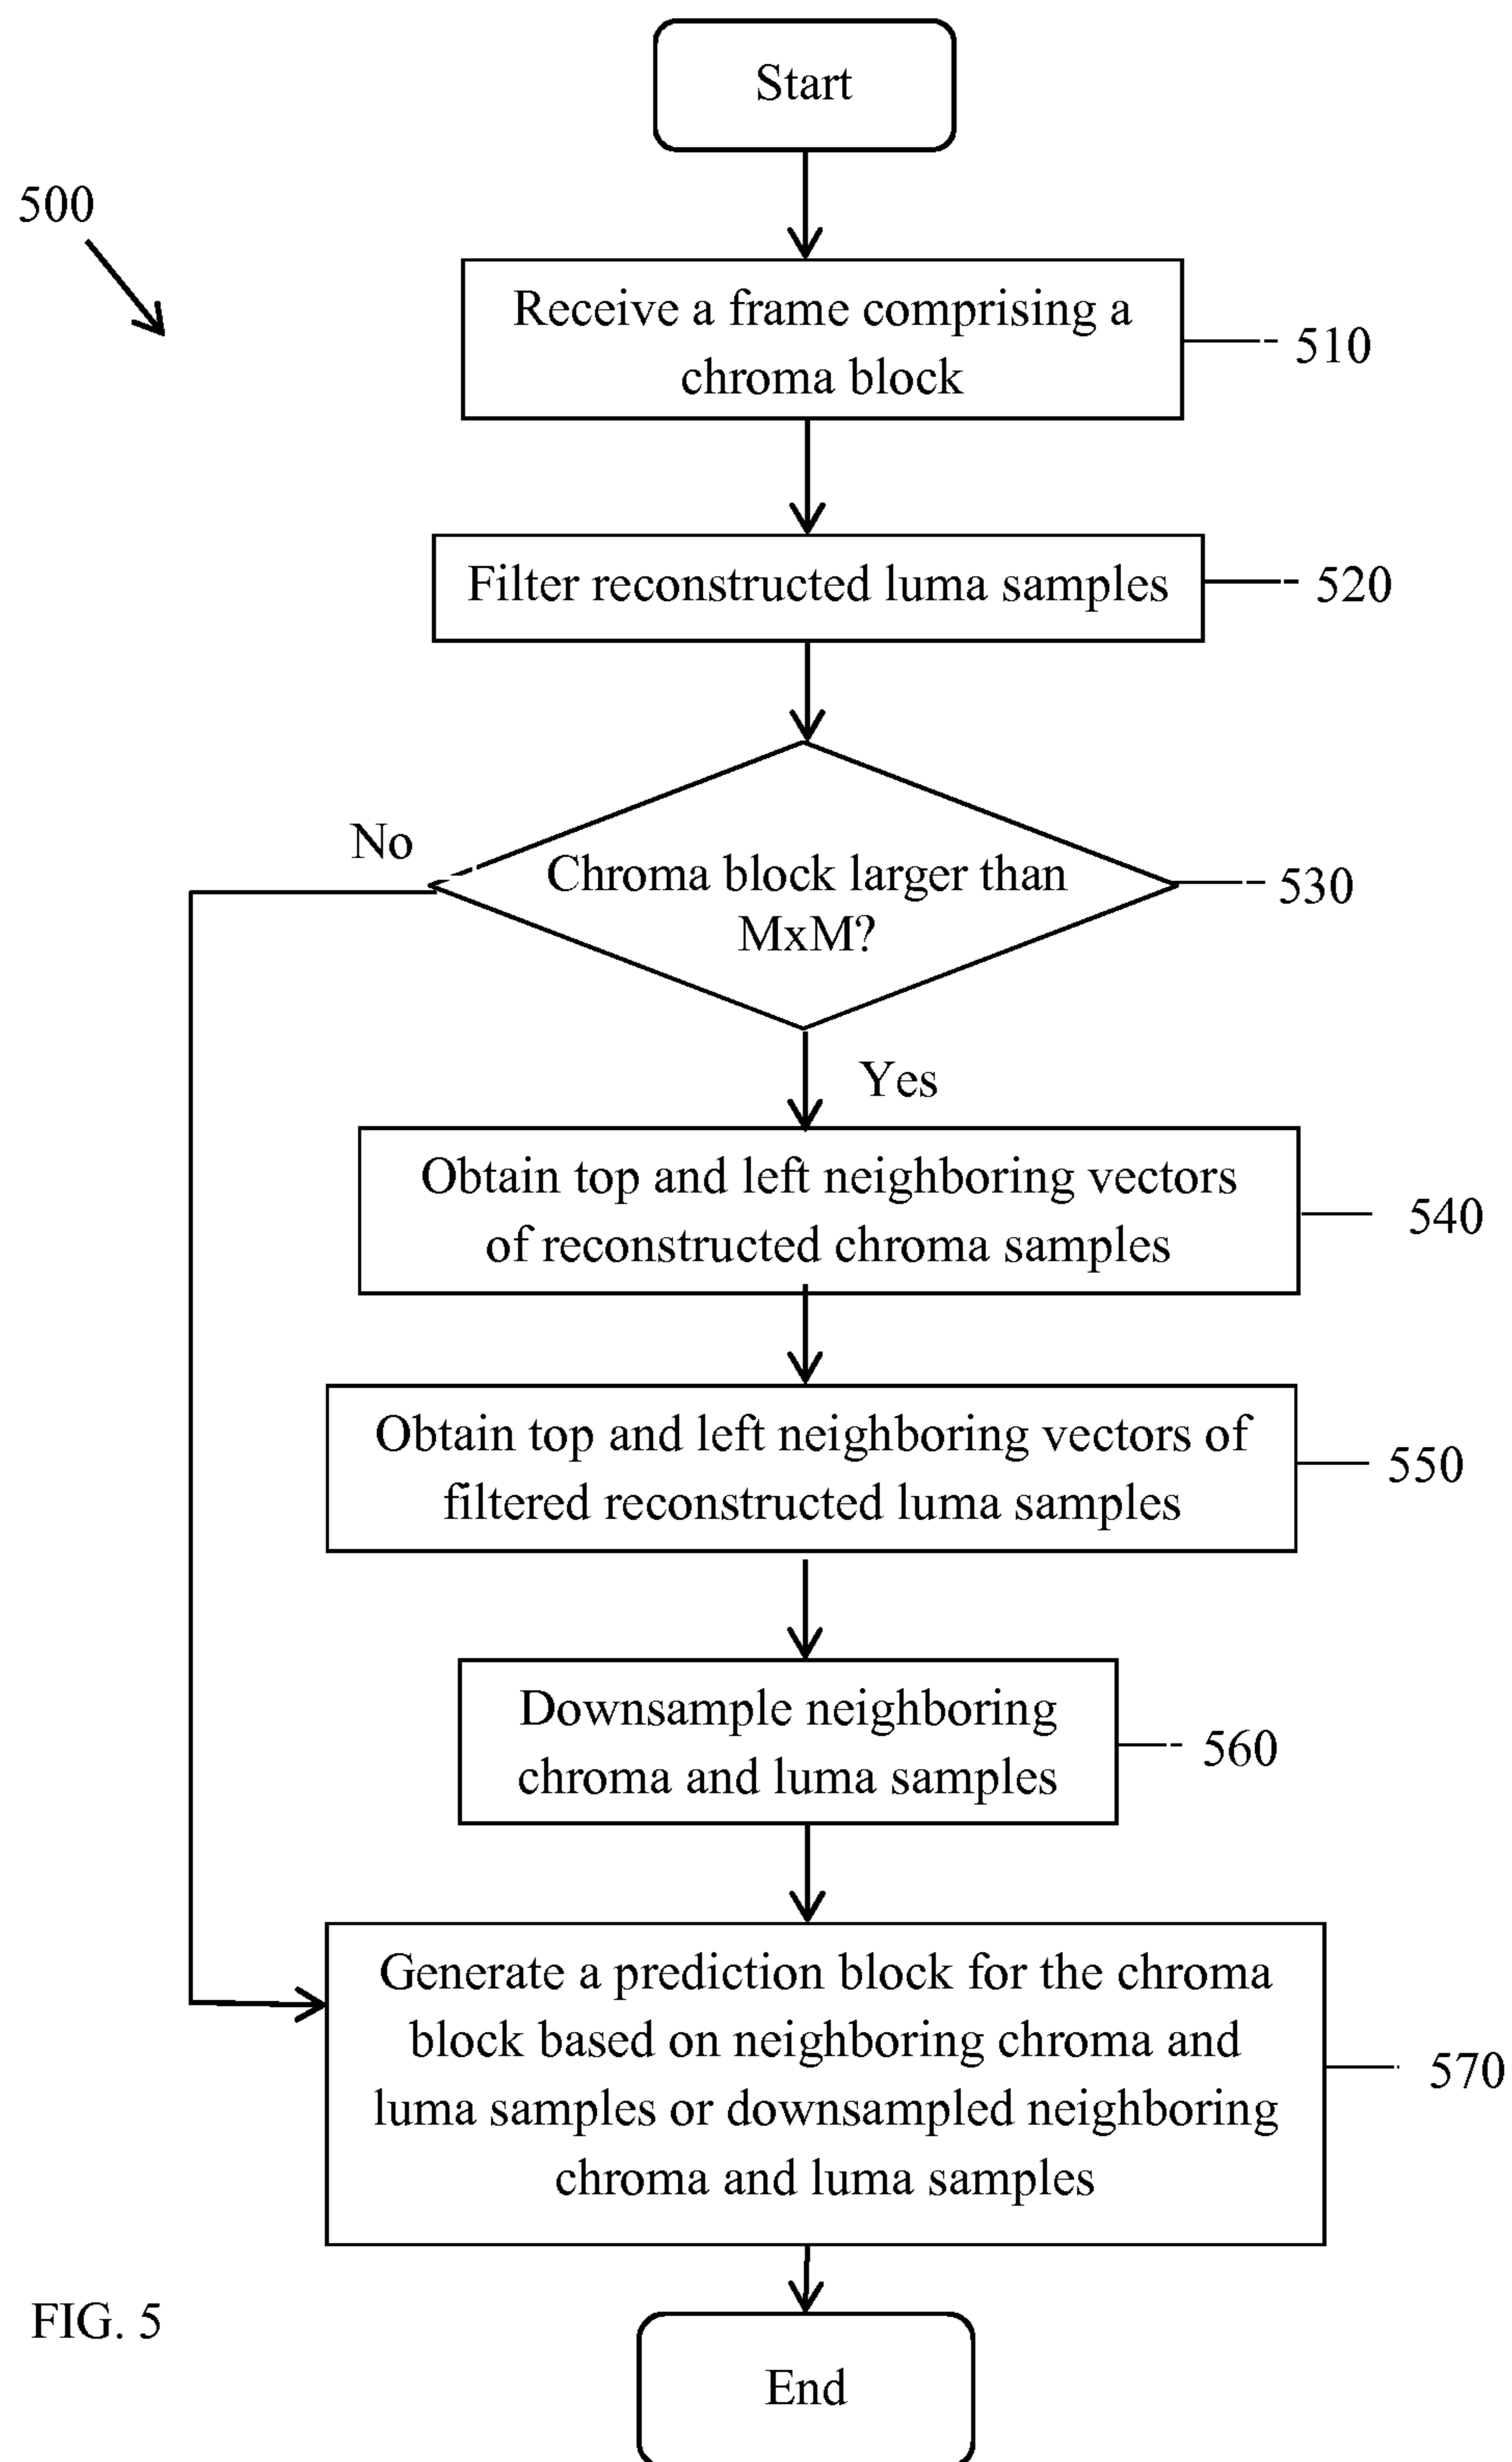 Start
500
Receive a frame comprising a
chroma block
510
Filter reconstructed luma samples
520
No
Chroma block larger than
MxM?
530
Yes
Obtain top and left neighboring vectors
of reconstructed chroma samples
540
Obtain top and left neighboring vectors of
filtered reconstructed luma samples
550
Downsample neighboring
chroma and luma samples
560
Generate a prediction block for the chroma
block based on neighboring chroma and
luma samples or downsampled neighboring
chroma and luma samples
570
FIG. 5
End